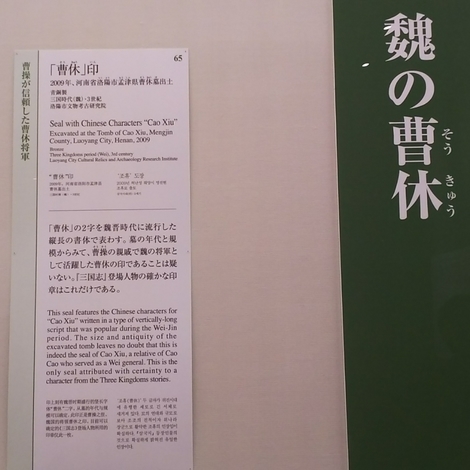 曹操が信頼した曹休将軍
65
「曹休」印
2009年、河南省洛陽市孟津県曹休墓出土
青銅製
三国時代(魏)・3世紀
洛陽市文物考古研究院
Seal with Chinese Characters “Cao Xiu”
Excavated at the Tomb of Cao Xiu, Mengjin
County, Luoyang City, Henan, 2009
Bronze
Three Kingdoms period (Wei), 3rd century
Luoyang City Cultural Relics and Archaeology Research Institute
“曹休”印
「曹休」の2字を魏晋時代に流行した
縦長の書体で表わす。墓の年代と規
模からみて、曹操の親戚で魏の将軍と
して活躍した曹休の印であることは疑
いない。『三国志』登場人物の確かな印
章はこれだけである。
This seal features the Chinese characters for
“Cao Xiu” written in a type of vertically-long
script that was popular during the Wei-Jin
period. The size and antiquity of the
excavated tomb leaves no doubt that this is
indeed the seal of Cao Xiu, a relative of Cao
Cao who served as a Wei general. This is the
only seal attributed with certainty to a
character from the Three Kingdoms stories.
魏の曹休
そう きゅう